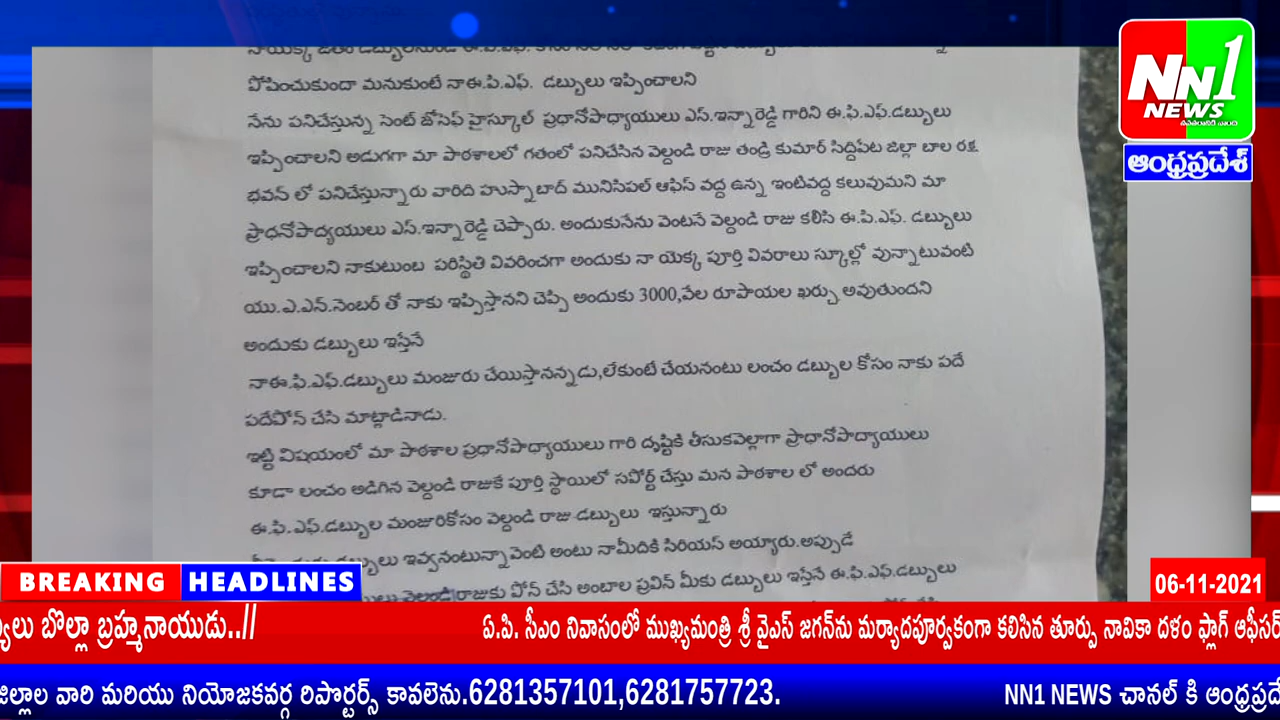 పోషించుకుందా మనుకుంటే నాఈ.పి.ఎఫ్. డబ్బులు ఇప్పించాలని
నేను పనిచేస్తున్న సెంట్ జోసెఫ్ హైస్కూల్ ప్రధానోపాధ్యాయులు ఎస్.ఇన్నారెడ్డి గారిని ఈ.ఫి.ఎఫ్.డబ్బులు
ఇప్పించాలని అడుగగా మా పాఠశాలలో గతంలో పనిచేసిన వెల్దండి రాజు తండ్రి కుమార్ సిద్దిపేట జిల్లా బాల రక్ష
భవన్ లో పనిచేస్తున్నారు వారిది హుస్నాబాద్ మునిసిపల్ ఆఫిస్ వద్ద ఉన్న ఇంటివద్ద కలువుమని మా
ప్రాధనోపాద్యయులు ఎస్.ఇన్నారెడ్డి చెప్పారు. అందుకునేను వెంటనే వెల్దండి రాజు కలిసి ఈ.పి.ఎఫ్. డబ్బులు
ఇప్పించాలని నాకుటుంబ పరిస్థితి వివరించగా అందుకు నా యెక్క పూర్తి వివరాలు స్కూల్లో వున్నాటువంటి
యు.ఎ.ఎన్.నెంబర్ తో నాకు ఇప్పిస్తానని చెప్పి అందుకు 3000,వేల రూపాయల ఖర్చు అవుతుందని
అందుకు డబ్బులు ఇస్తేనే
నాఈ.ఫి.ఎఫ్.డబ్బులు మంజురు చేయిస్తానన్నడు,లేకుంటే చేయనంటు లంచం డబ్బుల కోసం నాకు పదే
పదేపోన్ చేసి మాట్లాడినాడు.
ఇట్టి విషయంలో మా పాఠశాల ప్రధానోపాధ్యాయులు గారి దృష్టికి తీసుకవెల్లాగా ప్రాధానోపాద్యాయులు
కూడా లంచం అడిగిన వెల్దండి రాజుకే పూర్తి స్థాయిలో సపోర్ట్ చేస్తు మన పాఠశాల లో అందరు
ఈ.ఫి.ఎఫ్.డబ్బుల మంజురికోసం వెల్దండి రాజు డబ్బులు ఇస్తున్నారు
ఇవ్వనంటున్నావెంటి అంటు నామీదికి సిరియస్ అయ్యారు.అప్పుడే
వెల్దండి రాజుకు పోన్ చేసి అంబాల ప్రవిన్ మీకు డబ్బులు ఇస్తేనే ఈ.ఫి.ఎఫ్.డబ్బులు
NN1
NEWS
ఆంధ్రప్రదేశ్
BREAKING HEADLINES
06-11-2021
బొల్లా బ్రహ్మనాయుడు..// ఏ.పి. సీఎం నివాసంలో ముఖ్యమంత్రి శ్రీ వైఎస్ జగన్‌ను మర్యాదపూర్వకంగా కలిసిన తూర్పు నావికా దళం ఫ్లాగ్ ఆఫీసర్
జిల్లాల వారి మరియు నియోజకవర్గ రిపోర్టర్స్ కావలెను.6281357101,6281757723. NN1 NEWS చానల్ కి ఆంధ్రప్రదే